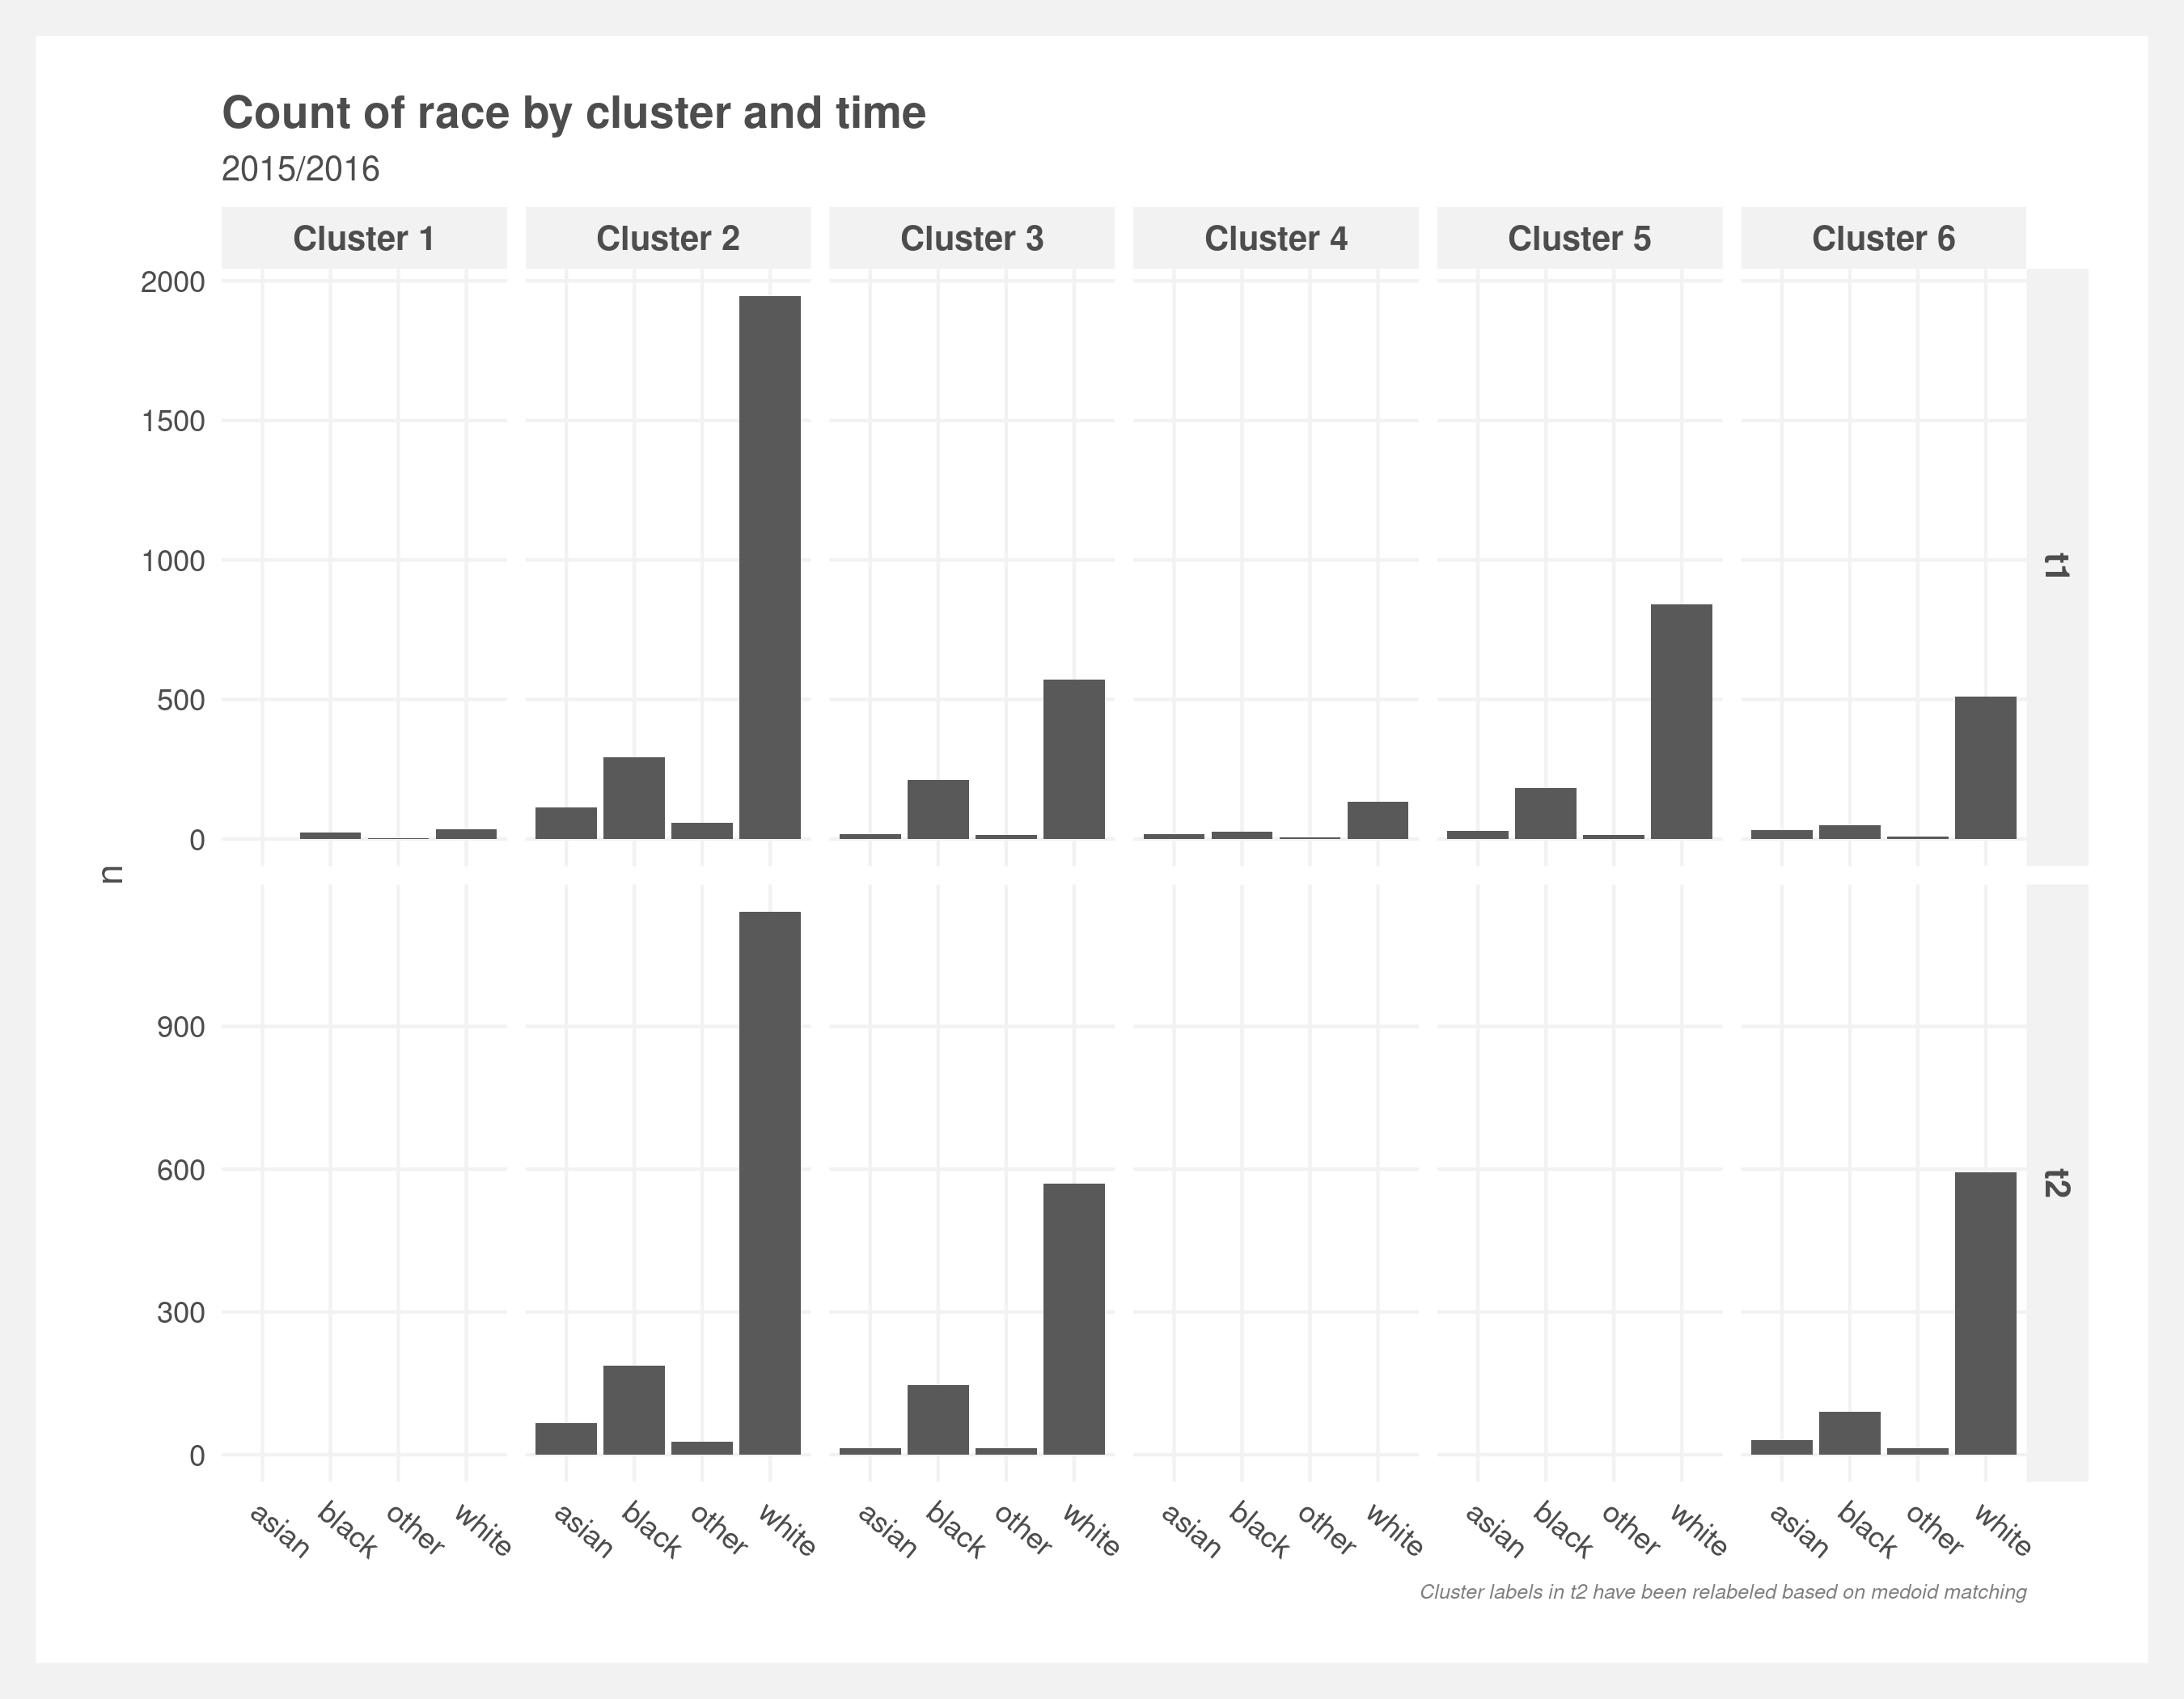 Count of race by cluster and time
2015/2016
Cluster 1 Cluster 2 Cluster 3 Cluster 4 Cluster 5 Cluster 6
2000
1500
1000
500
0
t1
n
900
600
300
0
t2
asian black other white asian black other white asian black other white asian black other white asian black other white asian black other white
Cluster labels in t2 have been relabeled based on medoid matching